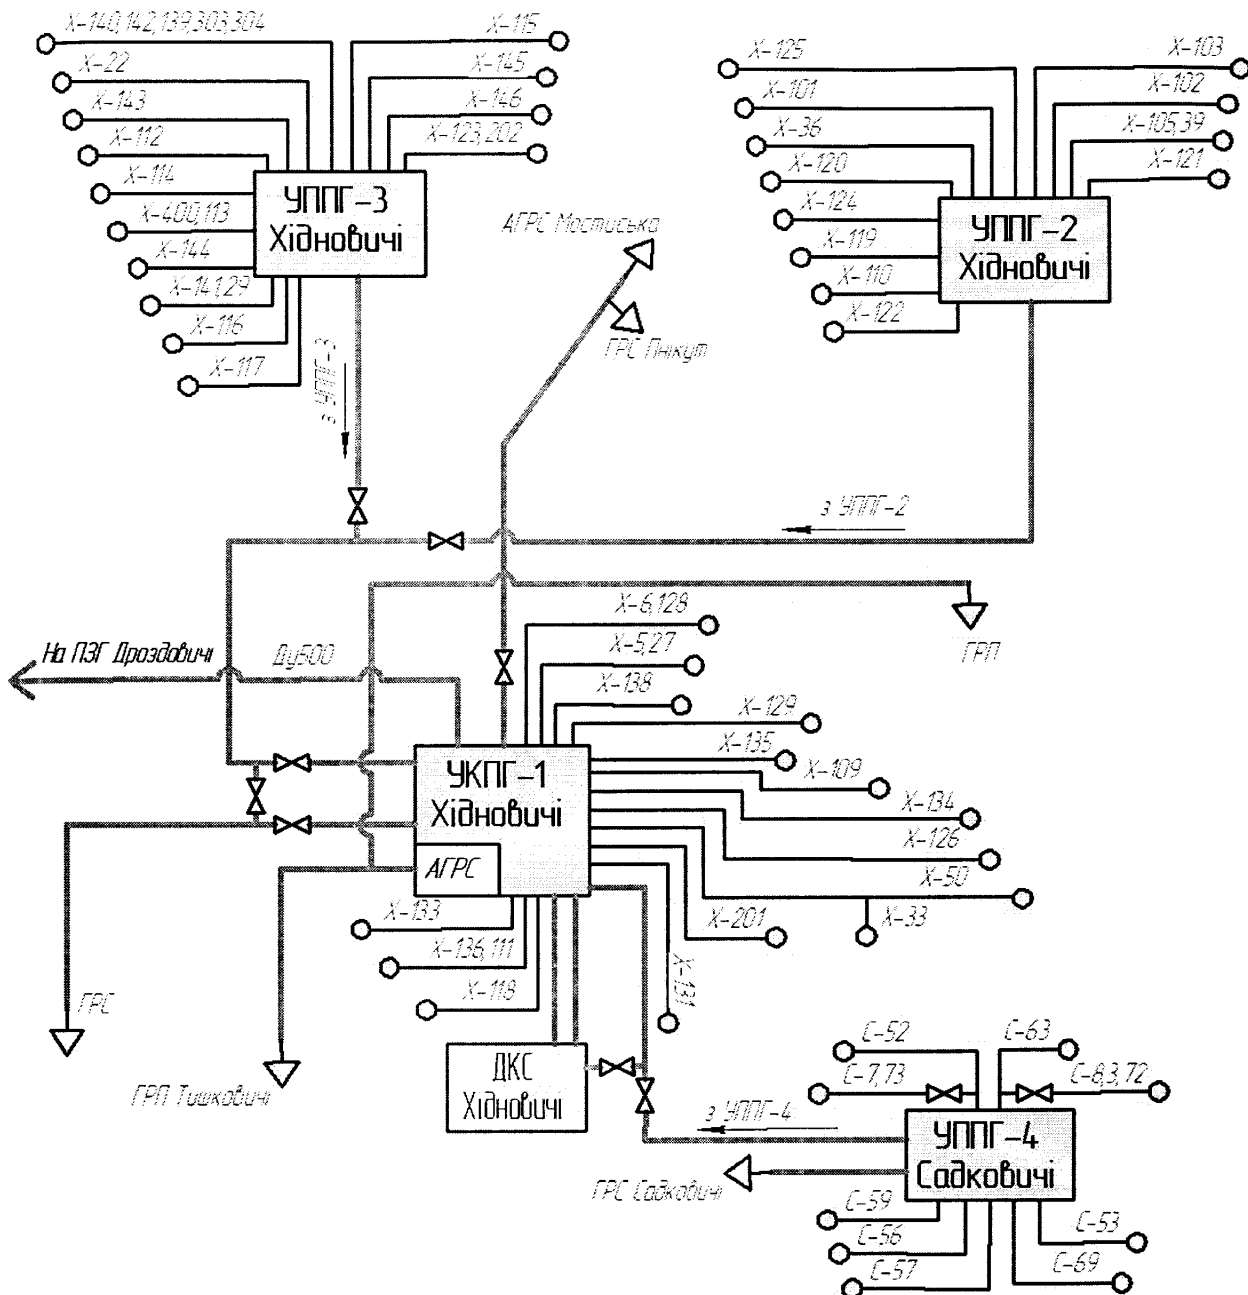 Х-140,142,139,303,304
Х-22
Х-143
Х-112
Х-114
Х-400,113
Х-144
Х-141,29
Х-116
Х-117
Х-115
Х-145
Х-146
Х-123,202
УППГ-3
Хідновичі
з УППГ-3
АГРС Мостиська
ГРС Пнікут
Х-125
Х-101
Х-36
Х-120
Х-124
Х-119
Х-110
Х-122
Х-103
Х-102
Х-105,39
Х-121
УППГ-2
Хідновичі
з УППГ-2
ГРП
На ПЗГ Дроздовичі
Ду500
Х-6,128
Х-5,27
Х-138
Х-129
Х-135
Х-109
Х-134
Х-126
Х-50
Х-33
Х-201
Х-131
УКПГ-1
Хідновичі
АГРС
Х-133
Х-136,111
Х-118
ГРС
ГРП Тишковичі
ДКС
Хідновичі
з УППГ-4
ГРС Садковичі
С-52
С-63
С-7,73
С-8,3,72
УППГ-4
Садковичі
С-59
С-56
С-57
С-53
С-69